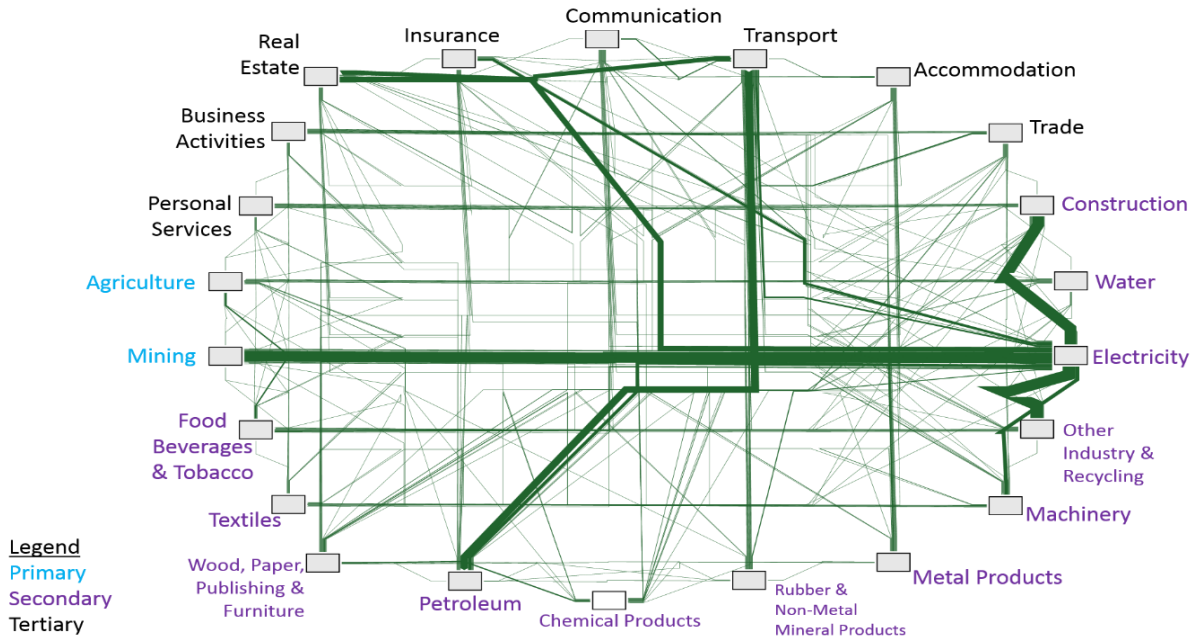 Communication
Insurance
Transport
Real
Estate
Accommodation
Business
Activities
Trade
Personal
Services
Construction
Agriculture
Water
Mining
Electricity
Food
Beverages
& Tobacco
Other
Industry &
Recycling
Textiles
Machinery
Legend
Primary
Secondary
Tertiary
Wood, Paper,
Publishing &
Furniture
Petroleum
Chemical Products
Rubber &
Non-Metal
Mineral Products
Metal Products